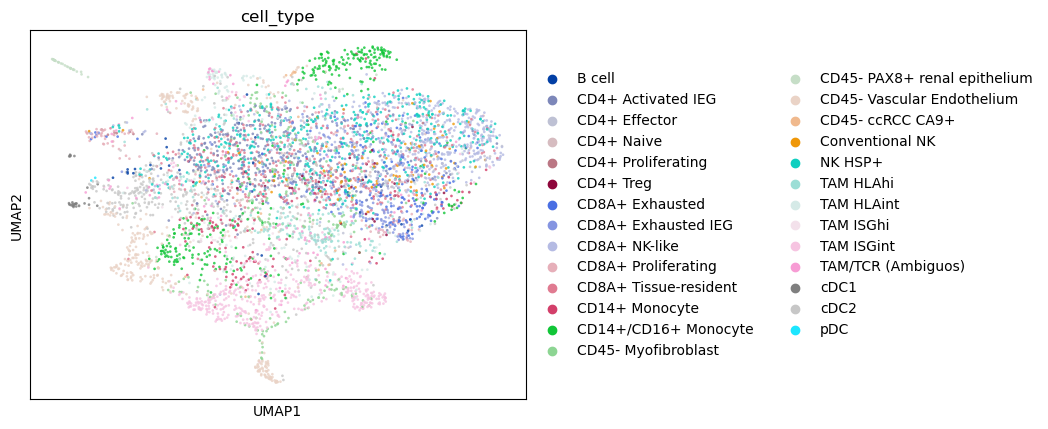 cell_type
UMAP2
UMAP1
B cell
CD4+ Activated IEG
CD4+ Effector
CD4+ Naive
CD4+ Proliferating
CD4+ Treg
CD8A+ Exhausted
CD8A+ Exhausted IEG
CD8A+ NK-like
CD8A+ Proliferating
CD8A+ Tissue-resident
CD14+ Monocyte
CD14+/CD16+ Monocyte
CD45- Myofibroblast
CD45- PAX8+ renal epithelium
CD45- Vascular Endothelium
CD45- ccRCC CA9+
Conventional NK
NK HSP+
TAM HLAhi
TAM HLAint
TAM ISGhi
TAM ISGint
TAM/TCR (Ambiguos)
cDC1
cDC2
pDC